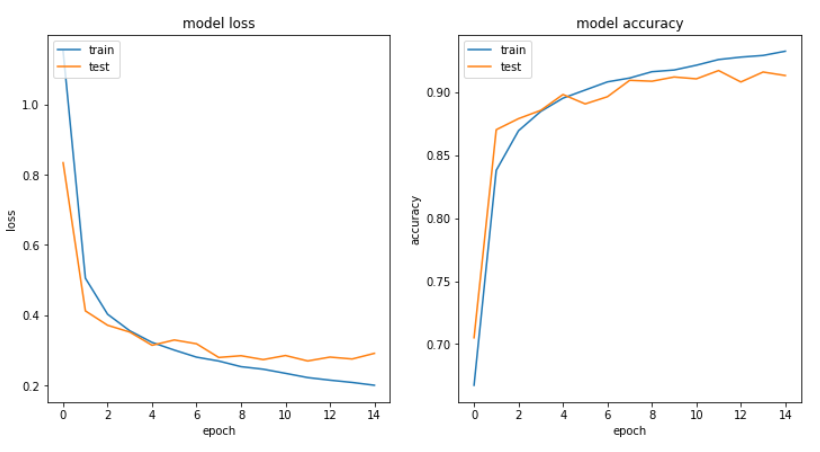 model loss
train
test
1.0
0.8
0.6
0.4
0.2
loss
0 2 4 6 8 10 12 14
epoch
model accuracy
train
test
0.90
0.85
0.80
0.75
0.70
accuracy
0 2 4 6 8 10 12 14
epoch